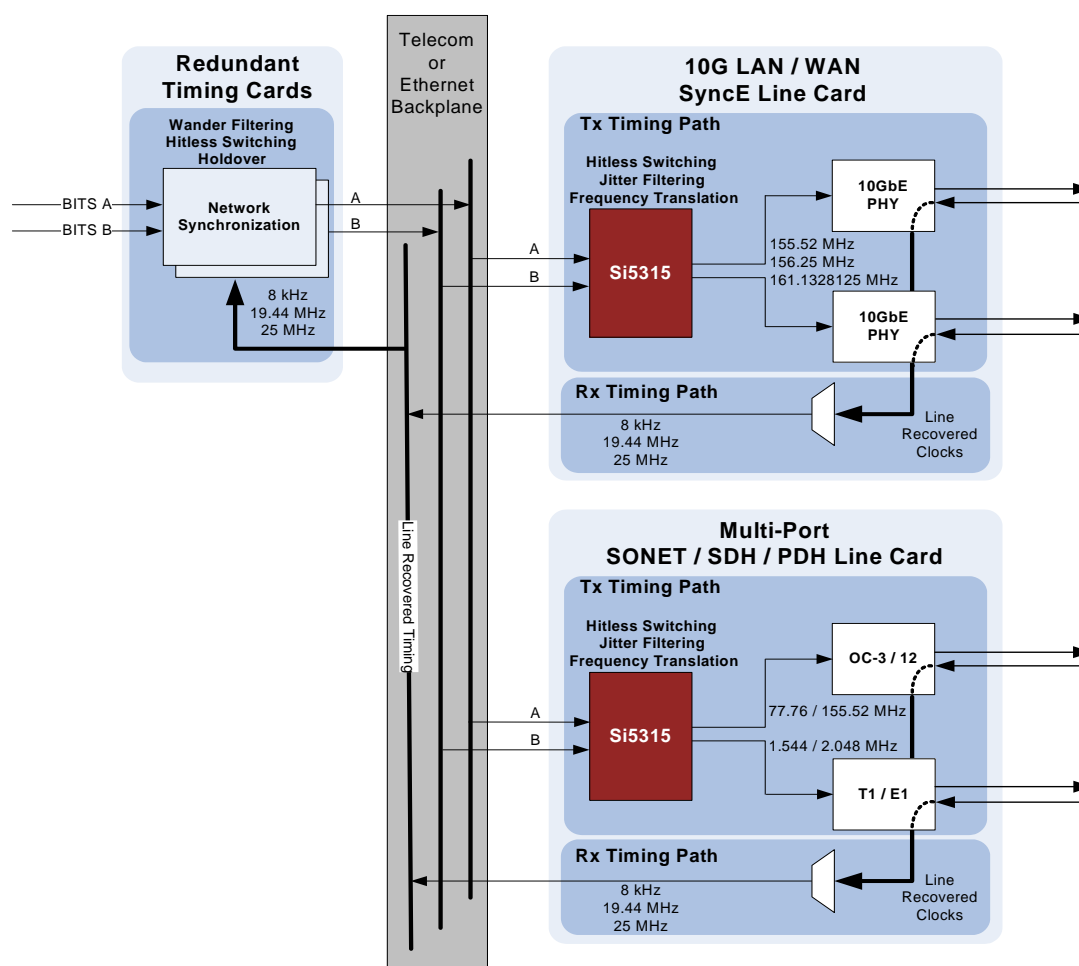 Redundant
Timing Cards
Wander Filtering
Hitless Switching
Holdover
BITS A
BITS B
Network
Synchronization
8 kHz
19.44 MHz
25 MHz
A
B
Telecom
or
Ethernet
Backplane
Line Recovered Timing
10G LAN / WAN
SyncE Line Card
Tx Timing Path
Hitless Switching
Jitter Filtering
Frequency Translation
A
B
Si5315
155.52 MHz
156.25 MHz
161.1328125 MHz
10GbE
PHY
10GbE
PHY
Rx Timing Path
8 kHz
19.44 MHz
25 MHz
Line
Recovered
Clocks
Multi-Port
SONET / SDH / PDH Line Card
Tx Timing Path
Hitless Switching
Jitter Filtering
Frequency Translation
A
B
Si5315
77.76 / 155.52 MHz
1.544 / 2.048 MHz
OC-3 / 12
T1 / E1
Rx Timing Path
8 kHz
19.44 MHz
25 MHz
Line
Recovered
Clocks